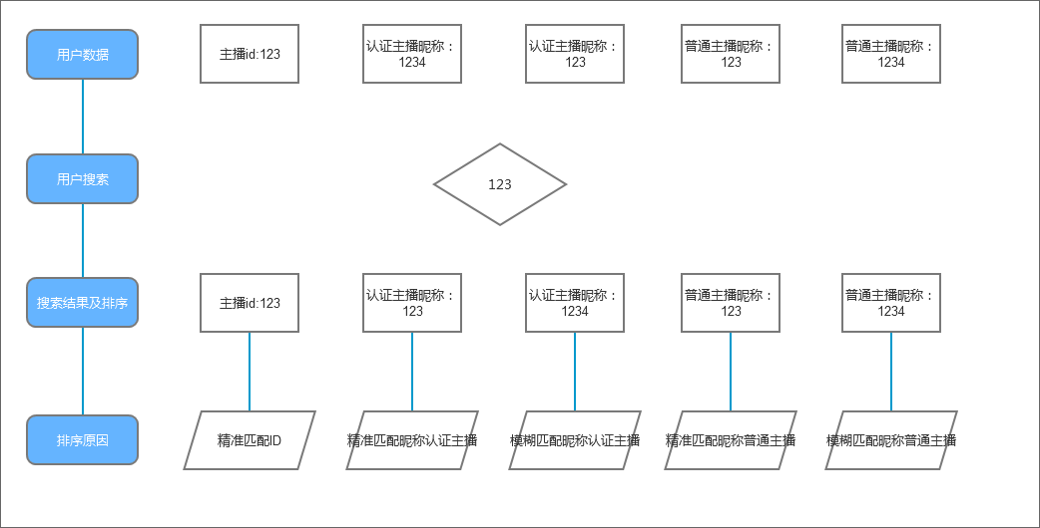 用户数据
主播id:123
认证主播昵称：
1234
认证主播昵称：
123
普通主播昵称：
123
普通主播昵称：
1234
用户搜索
123
搜索结果及排序
主播id:123
认证主播昵称：
123
认证主播昵称：
1234
普通主播昵称：
123
普通主播昵称：
1234
排序原因
精准匹配ID
精准匹配昵称认证主播
模糊匹配昵称认证主播
精准匹配昵称普通主播
模糊匹配昵称普通主播